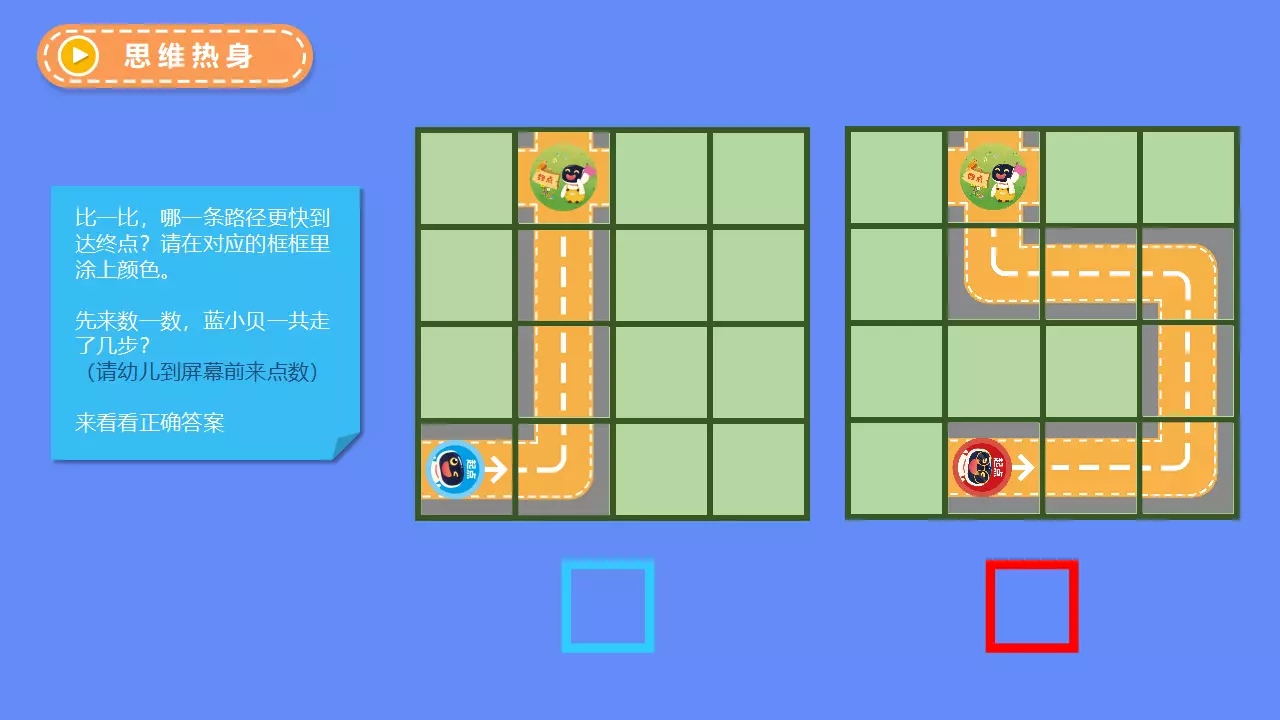 思维热身
比一比，哪一条路径更快到
达终点？请在对应的框框里
涂上颜色。
先来数一数，蓝小贝一共走
了几步？
（请幼儿到屏幕前来点数）
来看看正确答案
终点
起点
终点
起点